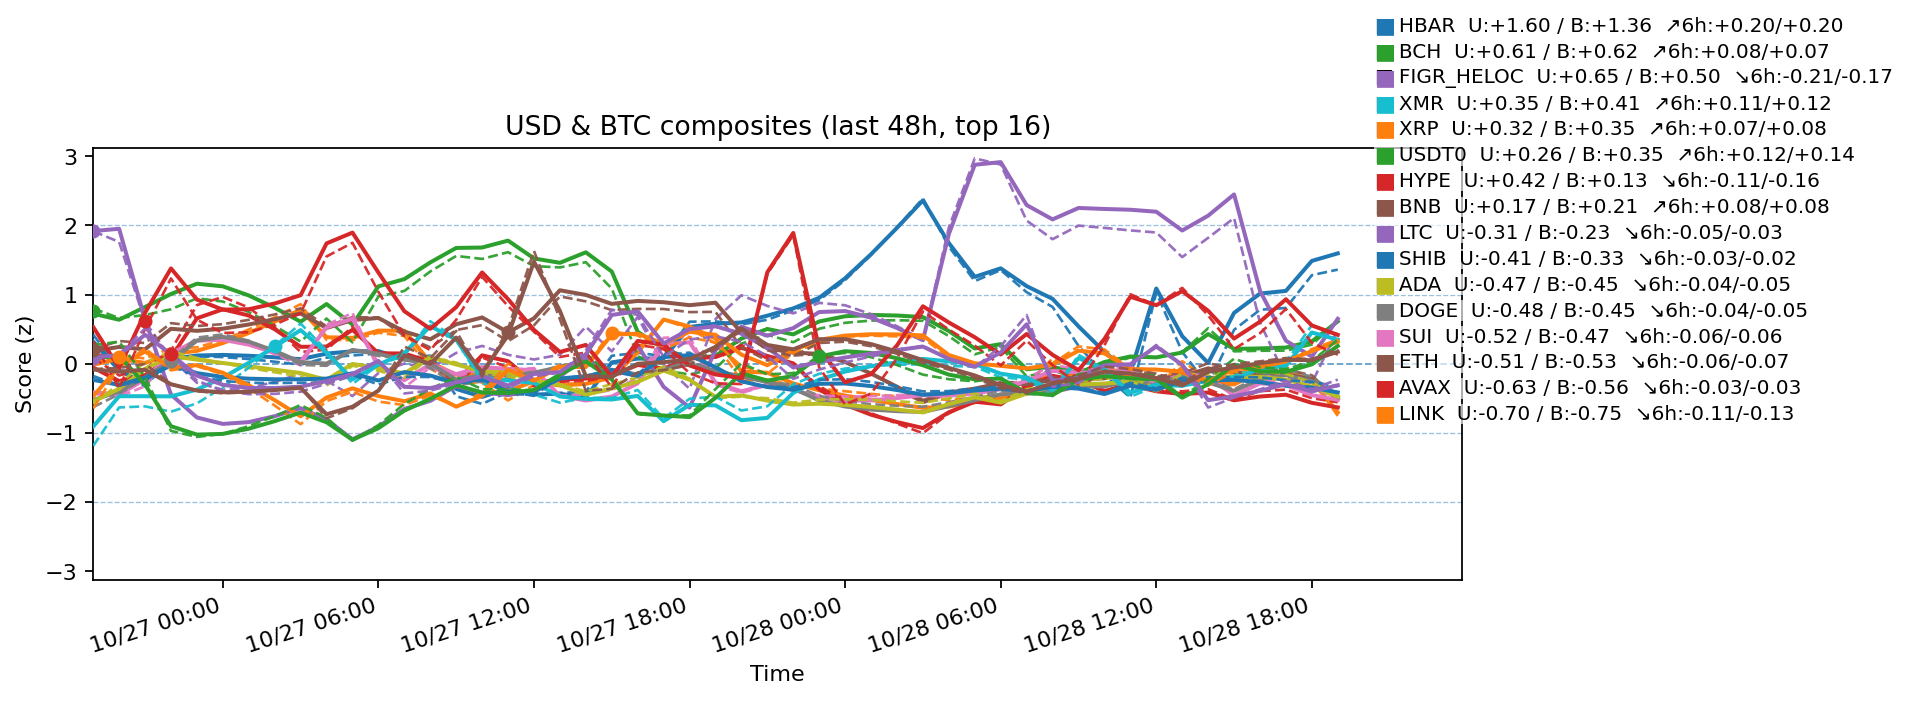 HBAR  U:+1.60 / B:+1.36  ↗6h:+0.20/+0.20
BCH  U:+0.61 / B:+0.62  ↗6h:+0.08/+0.07
FIGR_HELOC  U:+0.65 / B:+0.50  ↘6h:-0.21/-0.17
XMR  U:+0.35 / B:+0.41  ↗6h:+0.11/+0.12
XRP  U:+0.32 / B:+0.35  ↗6h:+0.07/+0.08
USDT0  U:+0.26 / B:+0.35  ↗6h:+0.12/+0.14
HYPE  U:+0.42 / B:+0.13  ↘6h:-0.11/-0.16
BNB  U:+0.17 / B:+0.21  ↗6h:+0.08/+0.08
LTC  U:-0.31 / B:-0.23  ↘6h:-0.05/-0.03
SHIB  U:-0.41 / B:-0.33  ↘6h:-0.03/-0.02
ADA  U:-0.47 / B:-0.45  ↘6h:-0.04/-0.05
DOGE  U:-0.48 / B:-0.45  ↘6h:-0.04/-0.05
SUI  U:-0.52 / B:-0.47  ↘6h:-0.06/-0.06
ETH  U:-0.51 / B:-0.53  ↘6h:-0.06/-0.07
AVAX  U:-0.63 / B:-0.56  ↘6h:-0.03/-0.03
LINK  U:-0.70 / B:-0.75  ↘6h:-0.11/-0.13
USD & BTC composites (last 48h, top 16)
Score (z)
3
2
1
0
−1
−2
−3
10/27 00:00
10/27 06:00
10/27 12:00
10/27 18:00
10/28 00:00
10/28 06:00
10/28 12:00
10/28 18:00
Time